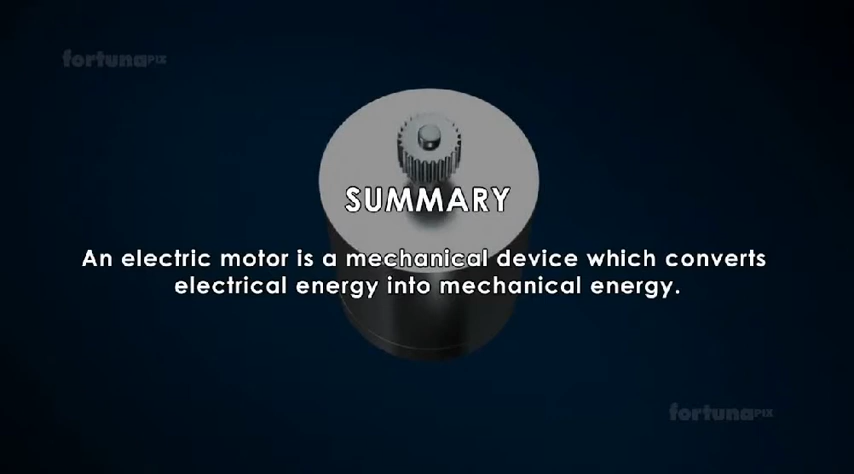 fortunaPIX
SUMMARY
An electric motor is a mechanical device which converts
electrical energy into mechanical energy.
fortunaPIX